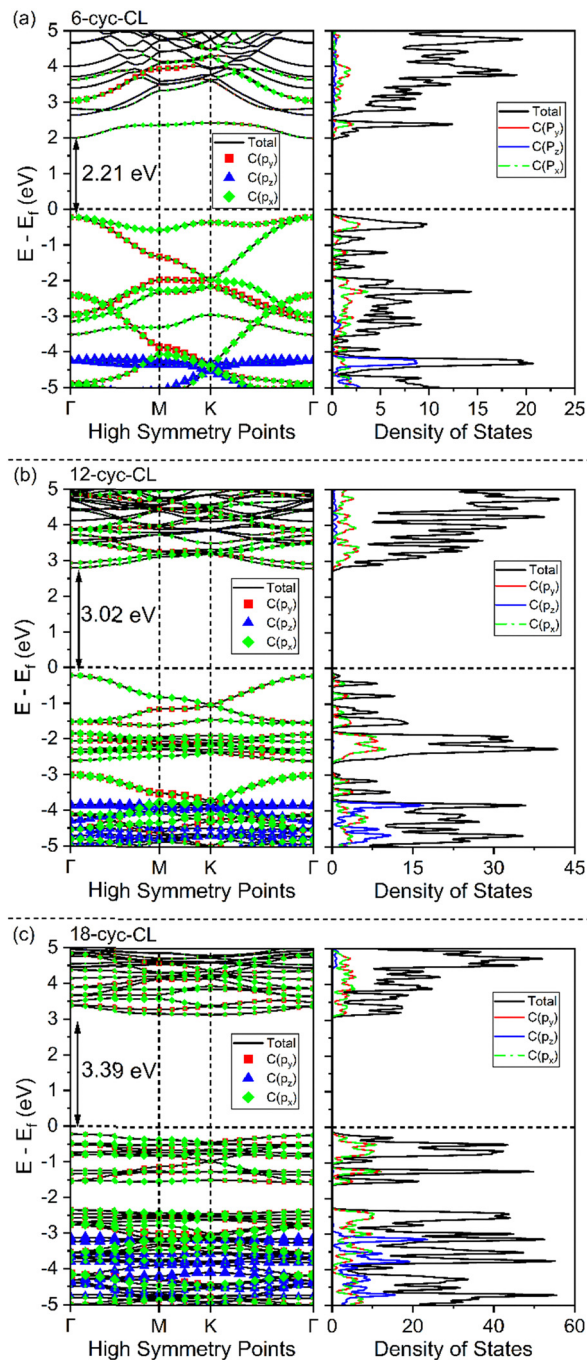 (a) 6-cyc-CL
E - E_f (eV)
5
4
3
2
1
0
-1
-2
-3
-4
-5
2.21 eV
Total
C(p_y)
C(p_z)
C(p_x)
Total
C(P_y)
C(P_z)
C(P_x)
Γ M K Γ
0 5 10 15 20 25
High Symmetry Points Density of States
(b) 12-cyc-CL
E - E_f (eV)
5
4
3
2
1
0
-1
-2
-3
-4
-5
3.02 eV
Total
C(p_y)
C(p_z)
C(p_x)
Total
C(p_y)
C(p_z)
C(p_x)
Γ M K Γ
0 15 30 45
High Symmetry Points Density of States
(c) 18-cyc-CL
E - E_f (eV)
5
4
3
2
1
0
-1
-2
-3
-4
-5
3.39 eV
Total
C(p_y)
C(p_z)
C(p_x)
Total
C(p_y)
C(p_z)
C(p_x)
Γ M K Γ
0 20 40 60
High Symmetry Points Density of States